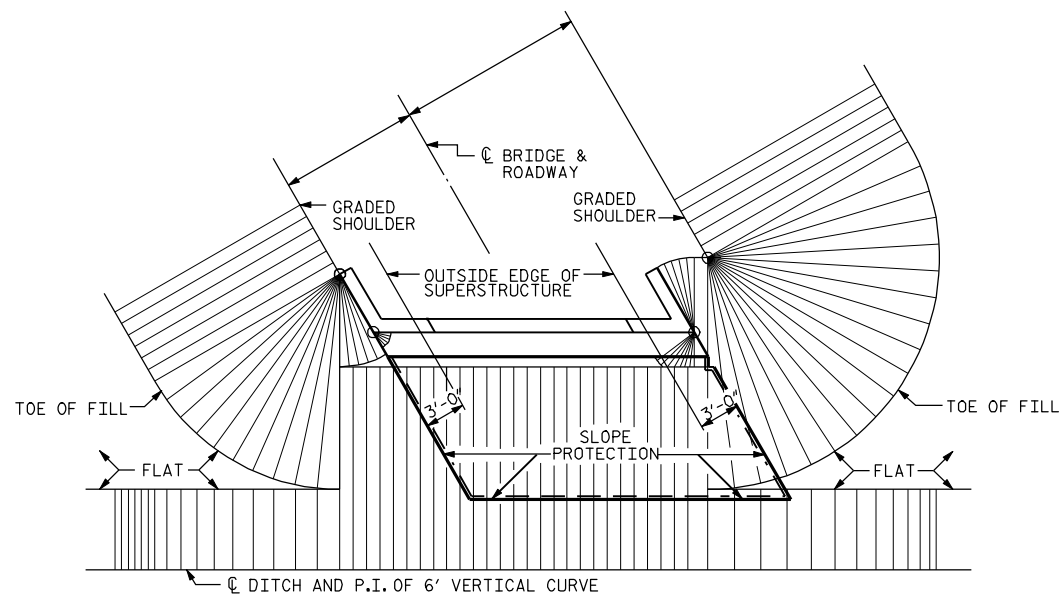 ℄ BRIDGE &
ROADWAY
GRADED
SHOULDER
GRADED
SHOULDER
OUTSIDE EDGE OF
SUPERSTRUCTURE
3'-0"
3'-0"
TOE OF FILL
TOE OF FILL
SLOPE
PROTECTION
FLAT
FLAT
℄ DITCH AND P.I. OF 6' VERTICAL CURVE